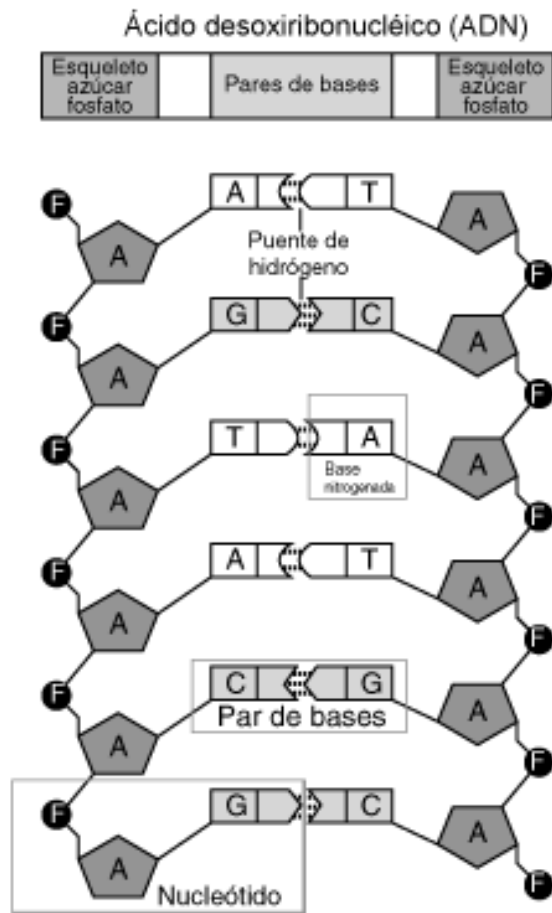 Ácido desoxiribonucléico (ADN)
Esqueleto azúcar fosfato
Pares de bases
Esqueleto azúcar fosfato
F A T
A A
Puente de hidrógeno
F
F G C
A A
F
F T A
Base nitrogenada
A A
F
F A T
A A
F
F C G
Par de bases
A A
F
F G C
A A
Nucleótido
F